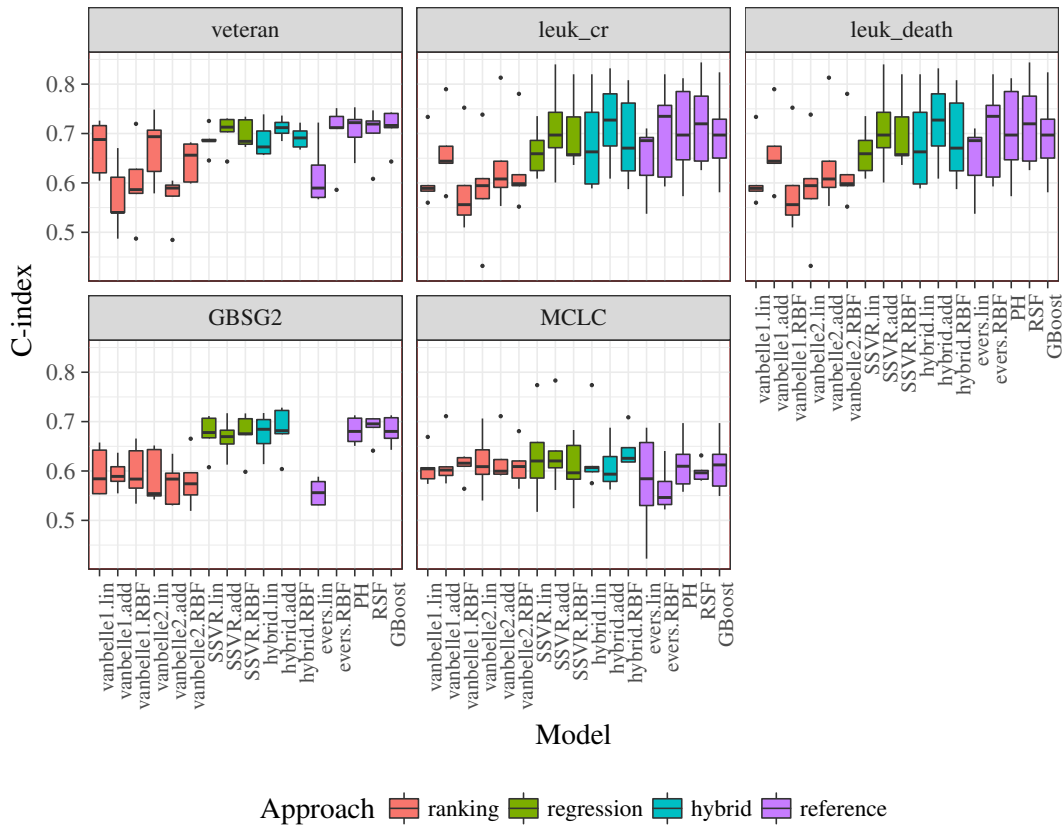 veteran
leuk_cr
leuk_death
0.8
0.7
0.6
0.5
GBSG2
MCLC
0.8
0.7
0.6
0.5
C-index
vanbelle1.lin
vanbelle1.add
vanbelle1.RBF
vanbelle2.lin
vanbelle2.add
vanbelle2.RBF
SSVR.lin
SSVR.add
SSVR.RBF
hybrid.lin
hybrid.add
hybrid.RBF
evers.lin
evers.RBF
PH
RSF
GBoost
vanbelle1.lin
vanbelle1.add
vanbelle1.RBF
vanbelle2.lin
vanbelle2.add
vanbelle2.RBF
SSVR.lin
SSVR.add
SSVR.RBF
hybrid.lin
hybrid.add
hybrid.RBF
evers.lin
evers.RBF
PH
RSF
GBoost
vanbelle1.lin
vanbelle1.add
vanbelle1.RBF
vanbelle2.lin
vanbelle2.add
vanbelle2.RBF
SSVR.lin
SSVR.add
SSVR.RBF
hybrid.lin
hybrid.add
hybrid.RBF
evers.lin
evers.RBF
PH
RSF
GBoost
Model
Approach ranking regression hybrid reference